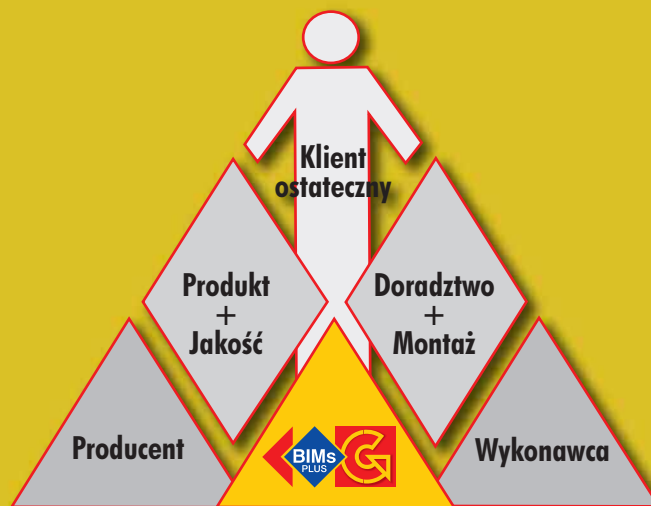 Klient
ostateczny
Produkt
+
Jakość
Doradztwo
+
Montaż
Producent
BIMs
PLUS
G
Wykonawca